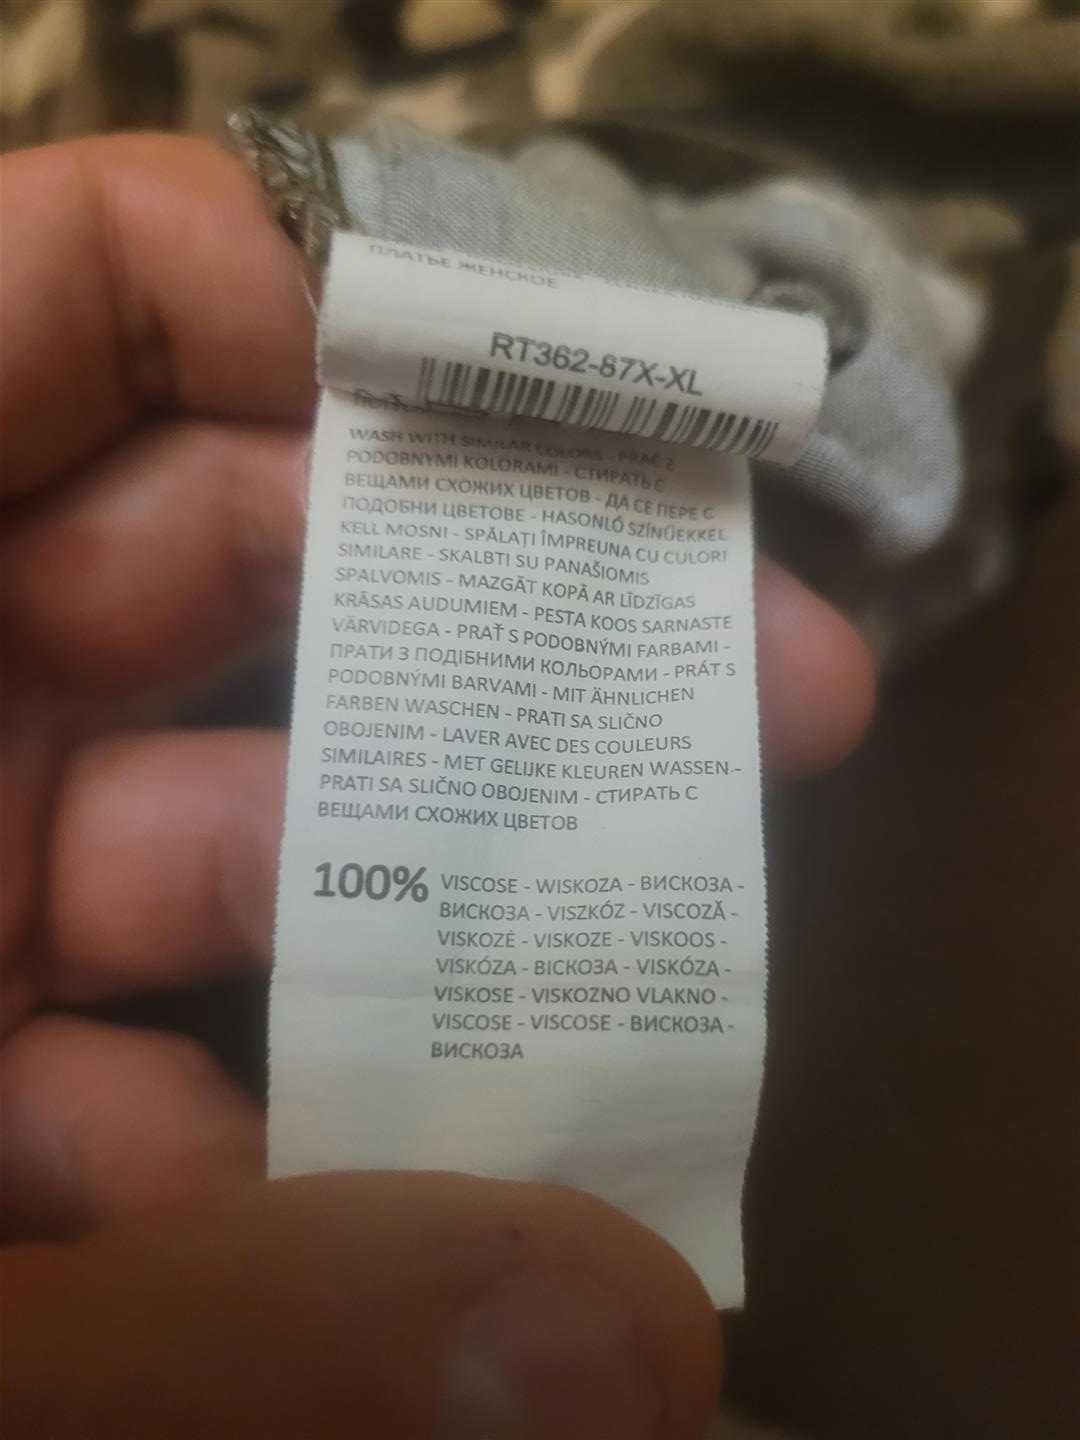 ПЛАТЬЕ ЖЕНСКОЕ
RT362-87X-XL
WASH WITH SIMILAR COLORS - PRAĆ Z
PODOBNYMI KOLORAMI - СТИРАТЬ С
ВЕЩАМИ СХОЖИХ ЦВЕТОВ - ДА СЕ ПЕРЕ С
ПОДОБНИ ЦВЕТОВЕ - HASONLÓ SZÍNŰEKKEL
KELL MOSNI - SPĂLAȚI ÎMPREUNA CU CULORI
SIMILARE - SKALBTI SU PANAŠIOMIS
SPALVOMIS - MAZGĀT KOPĀ AR LĪDZĪGAS
KRĀSAS AUDUMIEM - PESTA KOOS SARNASTE
VÄRVIDEGA - PRAŤ S PODOBNÝMI FARBAMI -
ПРАТИ З ПОДІБНИМИ КОЛЬОРАМИ - PRÁT S
PODOBNÝMI BARVAMI - MIT ÄHNLICHEN
FARBEN WASCHEN - PRATI SA SLIČNO
OBOJENIM - LAVER AVEC DES COULEURS
SIMILAIRES - MET GELIJKE KLEUREN WASSEN -
PRATI SA SLIČNO OBOJENIM - СТИРАТЬ С
ВЕЩАМИ СХОЖИХ ЦВЕТОВ
100% VISCOSE - WISKOZA - ВИСКОЗА -
ВИСКОЗА - VISZKÓZ - VISCOZĂ -
VISKOZĖ - VISKOZE - VISKOOS -
VISKÓZA - ВІСКОЗА - VISKÓZA -
VISKOSE - VISKOZNO VLAKNO -
VISCOSE - VISCOSE - ВИСКОЗА -
ВИСКОЗА